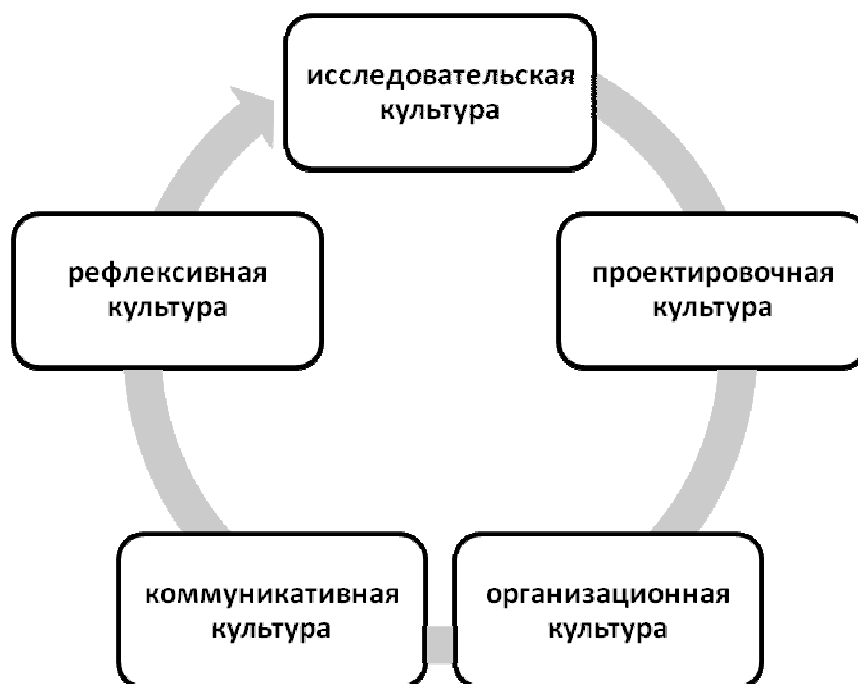 исследовательская
культура
проектировочная
культура
организационная
культура
коммуникативная
культура
рефлексивная
культура